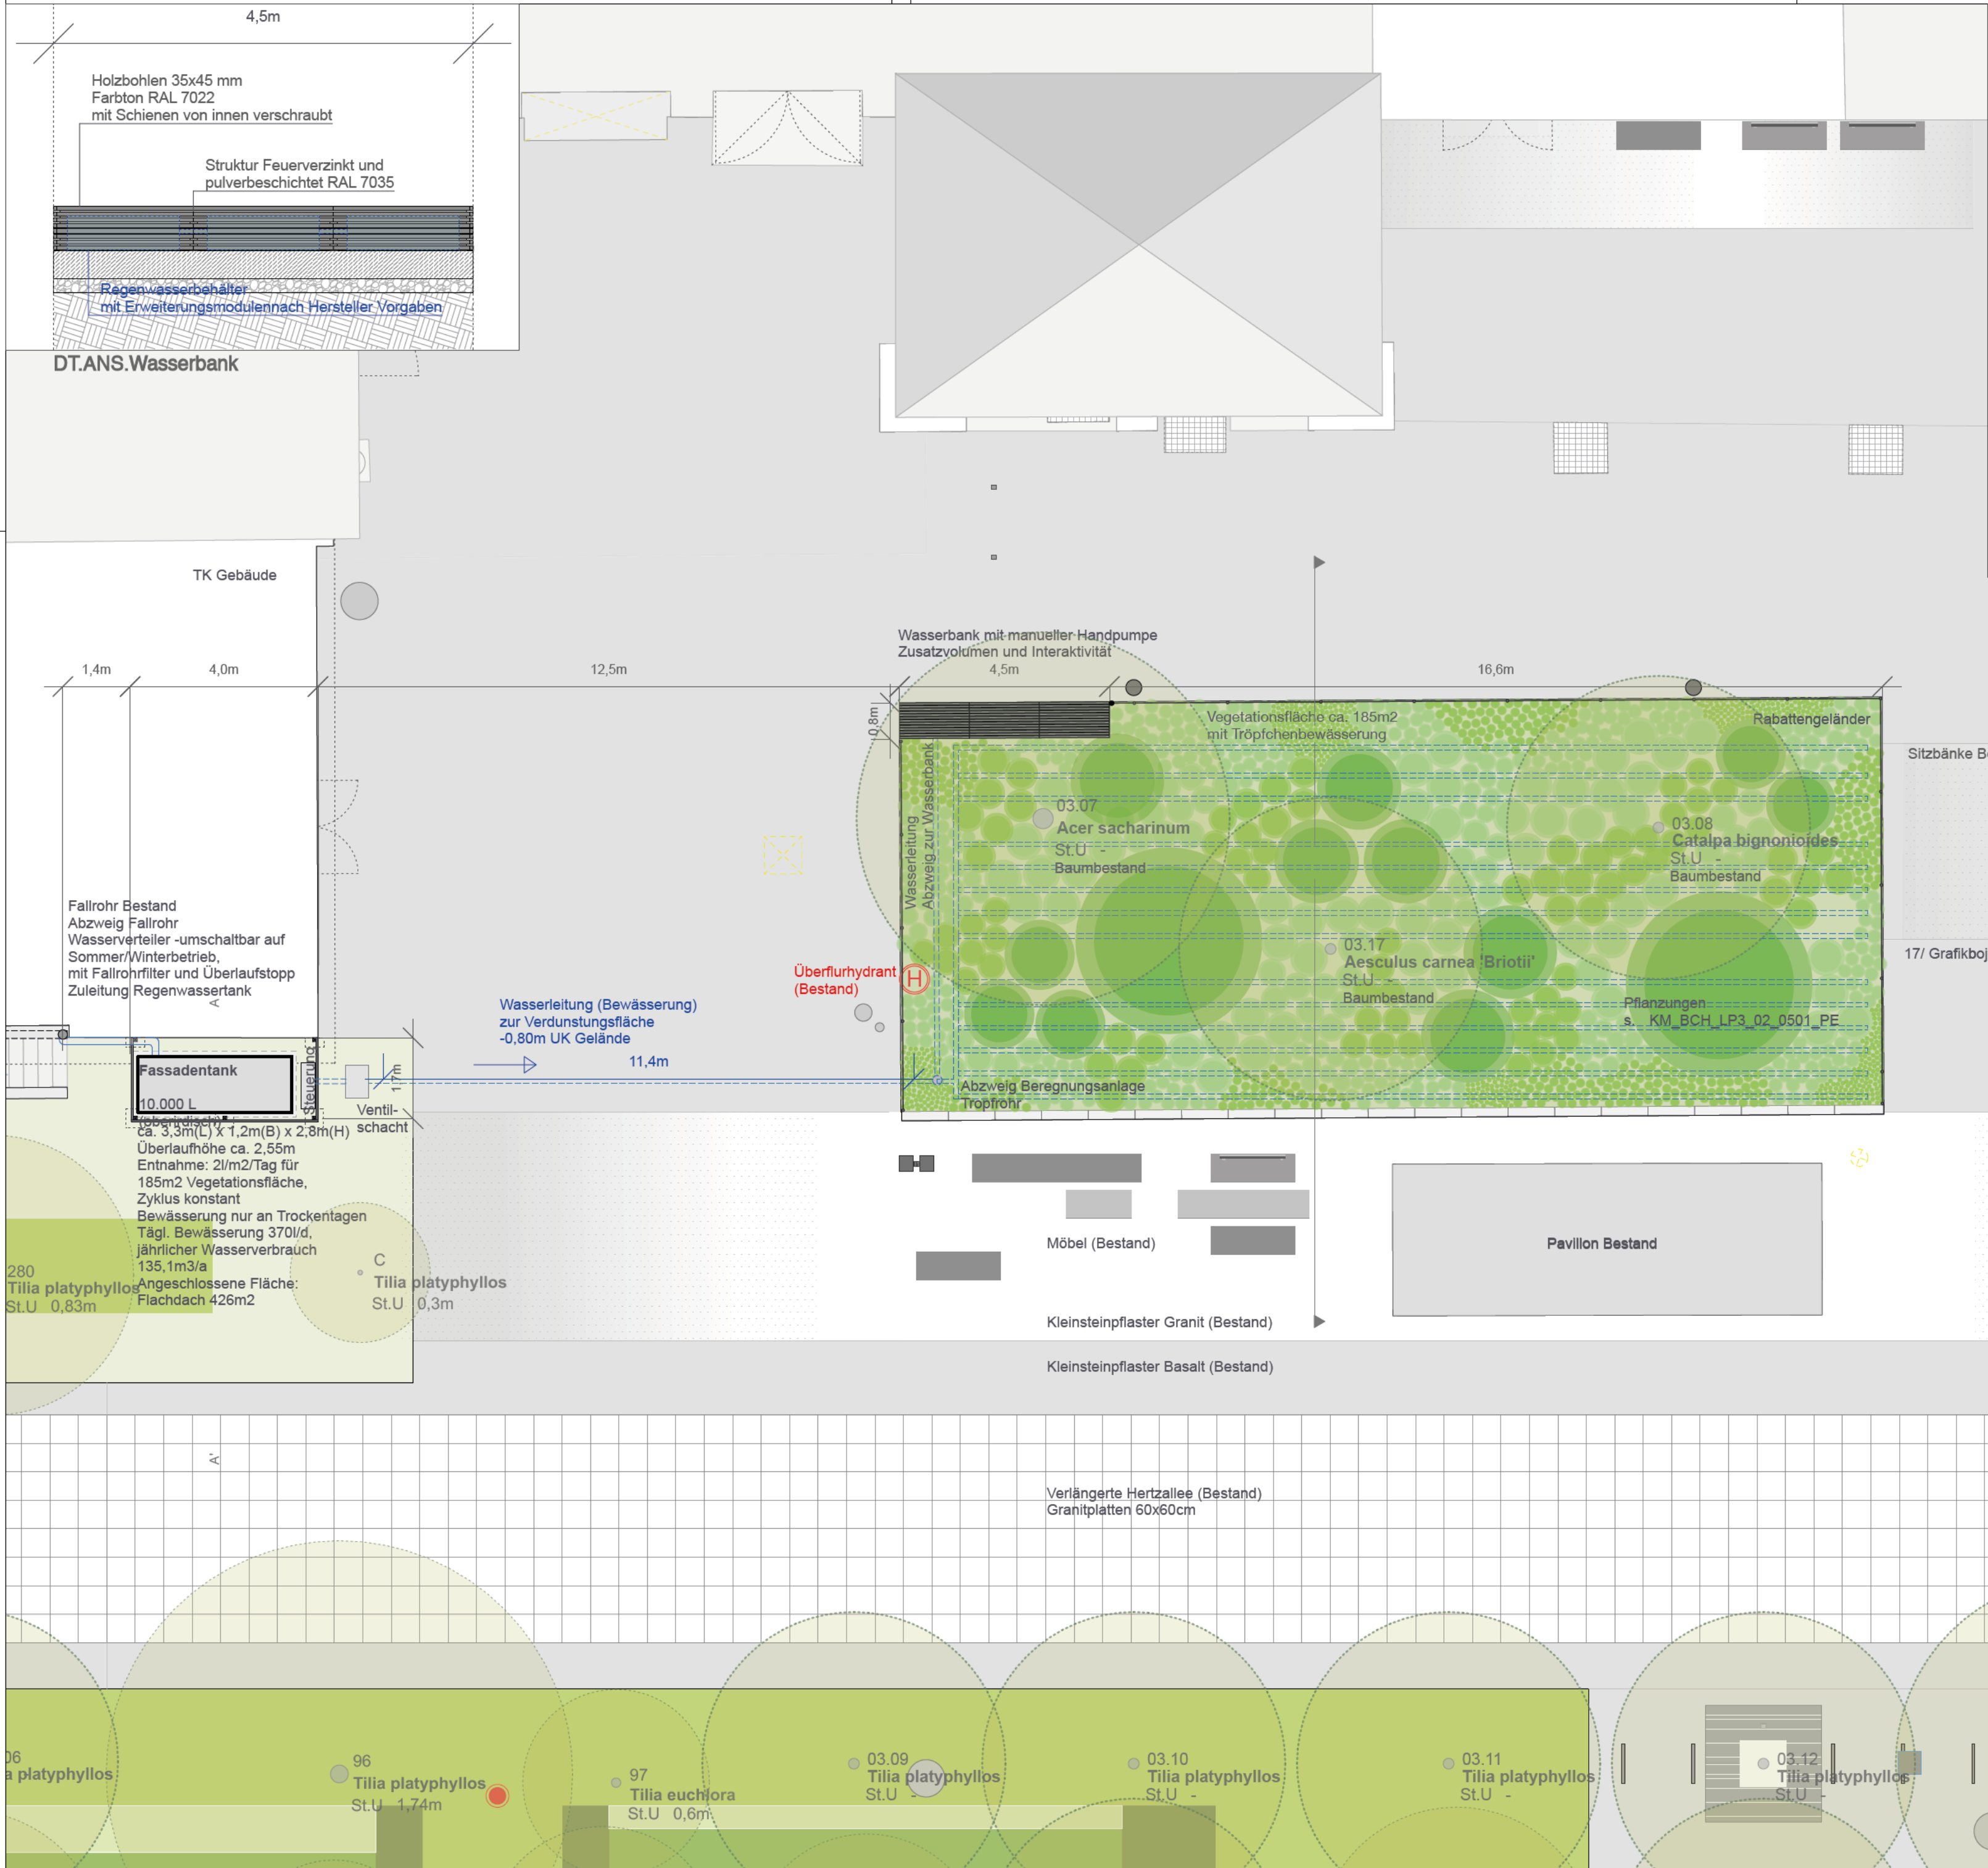 4,5m
Holzbohlen 35x45 mm
Farbton RAL 7022
mit Schienen von innen verschraubt
Struktur Feuerverzinkt und
pulverbeschichtet RAL 7035
Regenwasserbehälter
mit Erweiterungsmodulennach Hersteller Vorgaben
DT.ANS.Wasserbank
TK Gebäude
Wasserbank mit manueller Handpumpe
Zusatzvolumen und Interaktivität
1,4m
4,0m
12,5m
4,5m
16,6m
0,8m
Vegetationsfläche ca. 185m2
mit Tröpfchenbewässerung
Rabattengeländer
Sitzbänke B
Wasserleitung
Abzweig zur Wasserbank
03.07
Acer sacharinum
St.U -
Baumbestand
03.08
Catalpa bignonioides
St.U -
Baumbestand
03.17
Aesculus carnea 'Briotii'
St.U -
Baumbestand
17/ Grafikboj
Pflanzungen
s. KM_BCH_LP3_02_0501_PE
Fallrohr Bestand
Abzweig Fallrohr
Wasserverteiler -umschaltbar auf
Sommer/Winterbetrieb,
mit Fallrohrfilter und Überlaufstopp
Zuleitung Regenwassertank
A
Überflurhydrant
(Bestand)
H
Wasserleitung (Bewässerung)
zur Verdunstungsfläche
-0,80m UK Gelände
11,4m
1,7m
Abzweig Beregnungsanlage
Tropfrohr
Fassadentank
10.000 L
(oberirdisch)
Steuerung
Ventil-
schacht
ca. 3,3m(L) x 1,2m(B) x 2,8m(H)
Überlaufhöhe ca. 2,55m
Entnahme: 2l/m2/Tag für
185m2 Vegetationsfläche,
Zyklus konstant
Bewässerung nur an Trockentagen
Tägl. Bewässerung 370l/d,
jährlicher Wasserverbrauch
135,1m3/a
Angeschlossene Fläche:
Flachdach 426m2
280
Tilia platyphyllos
St.U 0,83m
C
Tilia platyphyllos
St.U 0,3m
Möbel (Bestand)
Pavillon Bestand
Kleinsteinpflaster Granit (Bestand)
Kleinsteinpflaster Basalt (Bestand)
A'
Verlängerte Hertzallee (Bestand)
Granitplatten 60x60cm
06
a platyphyllos
96
Tilia platyphyllos
St.U 1,74m
97
Tilia euchlora
St.U 0,6m
03.09
Tilia platyphyllos
St.U -
03.10
Tilia platyphyllos
St.U -
03.11
Tilia platyphyllos
St.U -
03.12
Tilia platyphyllos
St.U -